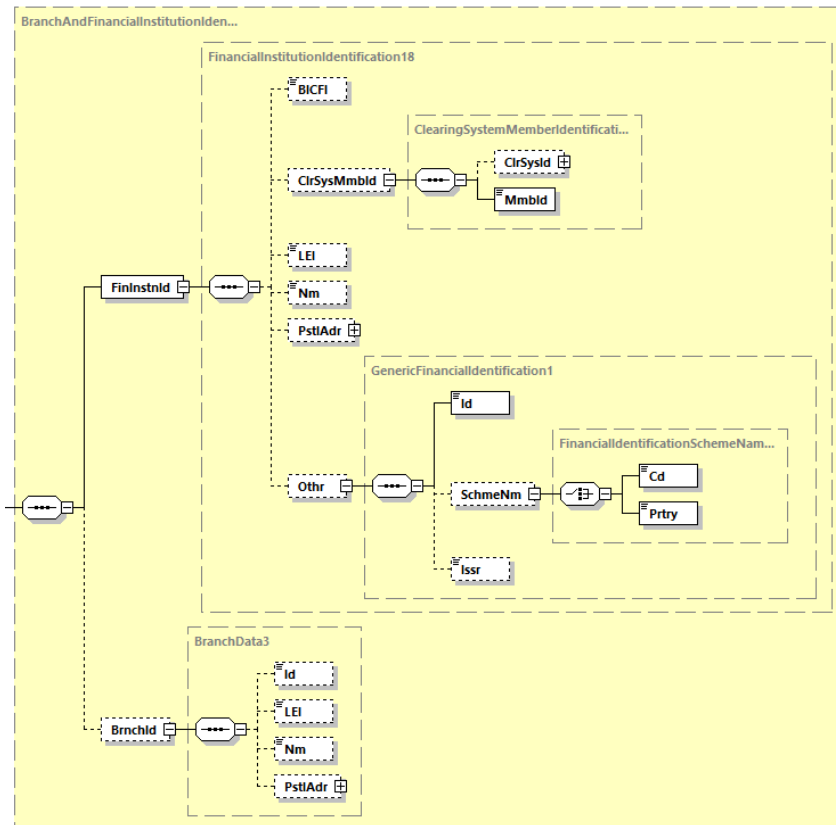 BranchAndFinancialInstitutionIden...
FinancialInstitutionIdentification18
BICFI
ClearingSystemMemberIdentificati...
ClrSysId
ClrSysMmbId
MmbId
LEI
FinInstnId
Nm
PstlAdr
GenericFinancialIdentification1
Id
FinancialIdentificationSchemeNam...
Cd
Othr
SchmeNm
Prtry
Issr
BranchData3
Id
LEI
BrnchId
Nm
PstlAdr